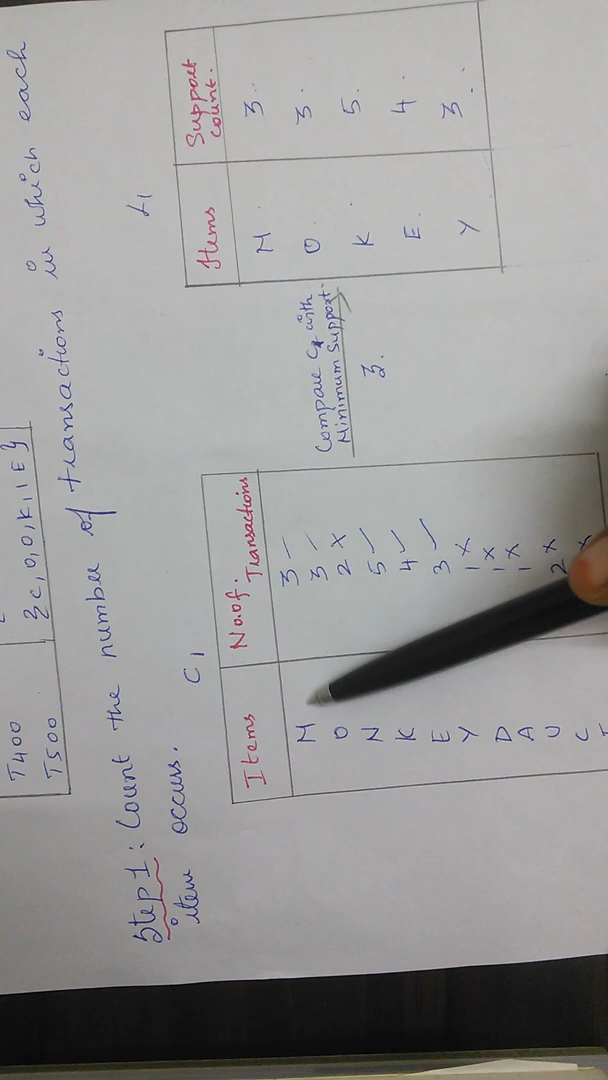 T400
T500 {C, O, O, K, I, E}
Step 1: Count the number of transactions in which each
item occurs.
C1
Items No. of. Transactions
M 3
O 3
N 2 ×
K 5 ✓
E 4 ✓
Y 3 ✓
D 1 ×
A 1 ×
U 1 ×
C 2 ×
I ×
Compare C1 with
Minimum Support.
3.
L1
Items Support count.
M. 3.
O 3.
K. 5.
E. 4.
Y 3.